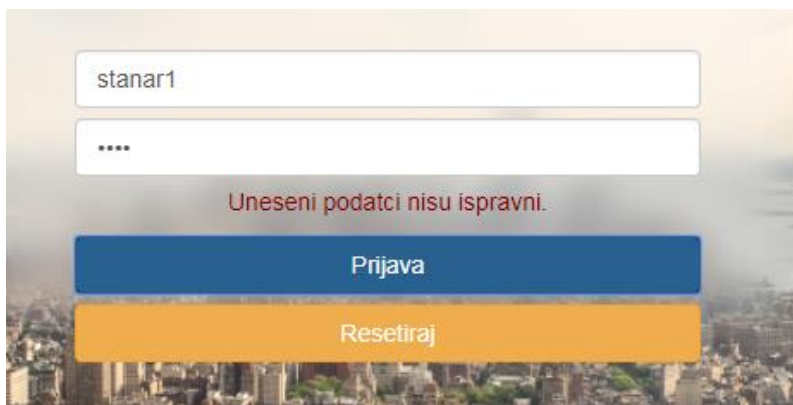 stanar1
••••
Uneseni podatci nisu ispravni.
Prijava
Resetiraj